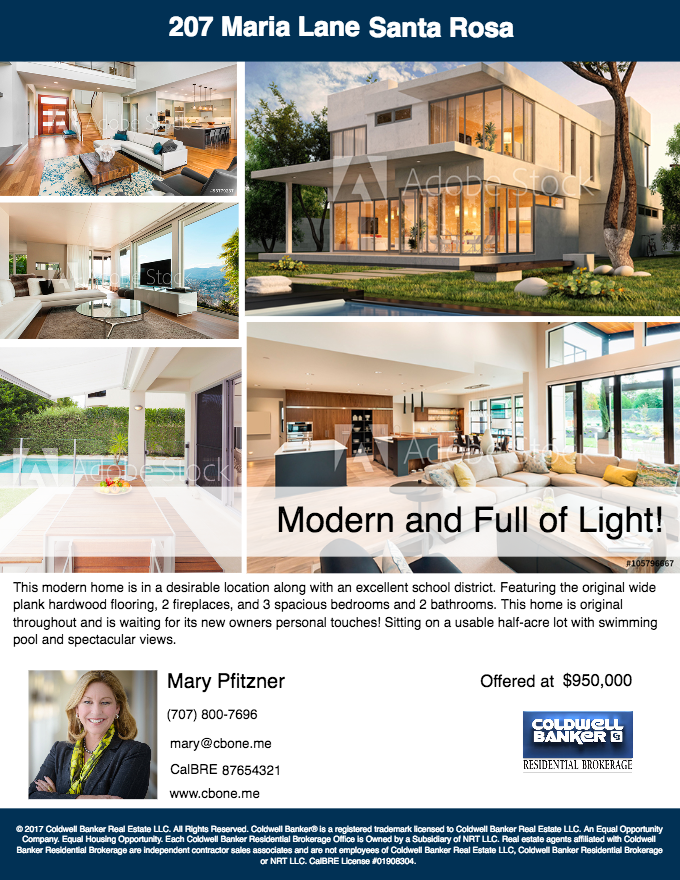 207 Maria Lane Santa Rosa
Adobe Stock
Adobe Stock
Adobe Stock
Adobe Stock
Adobe Stock
Modern and Full of Light!
#105796667
This modern home is in a desirable location along with an excellent school district. Featuring the original wide
plank hardwood flooring, 2 fireplaces, and 3 spacious bedrooms and 2 bathrooms. This home is original
throughout and is waiting for its new owners personal touches! Sitting on a usable half-acre lot with swimming
pool and spectacular views.
Mary Pfitzner
Offered at $950,000
(707) 800-7696
mary@cbone.me
CalBRE 87654321
www.cbone.me
COLDWELL
BANKER
RESIDENTIAL BROKERAGE
© 2017 Coldwell Banker Real Estate LLC. All Rights Reserved. Coldwell Banker® is a registered trademark licensed to Coldwell Banker Real Estate LLC. An Equal Opportunity
Company. Equal Housing Opportunity. Each Coldwell Banker Residential Brokerage Office is Owned by a Subsidiary of NRT LLC. Real estate agents affiliated with Coldwell
Banker Residential Brokerage are independent contractor sales associates and are not employees of Coldwell Banker Real Estate LLC, Coldwell Banker Residential Brokerage
or NRT LLC. CalBRE License #01908304.